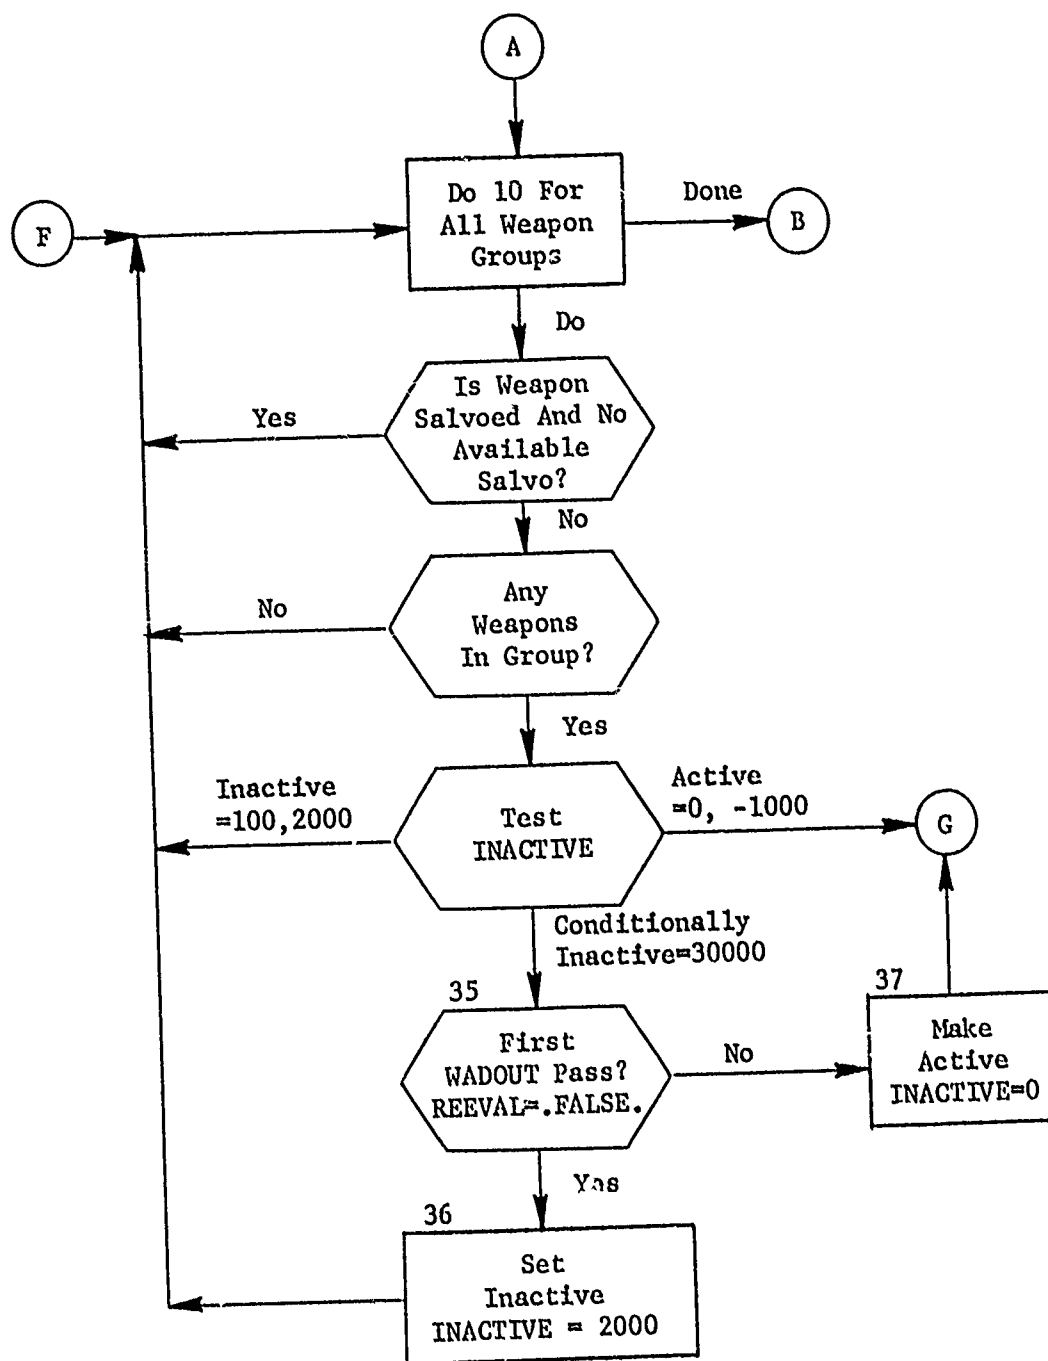 A
Do 10 For
All Weapon
Groups
Done
B
F
Do
Is Weapon
Salvoed And No
Available
Salvo?
Yes
No
Any
Weapons
In Group?
No
Yes
Inactive
=100,2000
Test
INACTIVE
Active
=0, -1000
G
Conditionally
Inactive=30000
35
First
WADOUT Pass?
REEVAL=.FALSE.
No
37
Make
Active
INACTIVE=0
Yes
36
Set
Inactive
INACTIVE = 2000